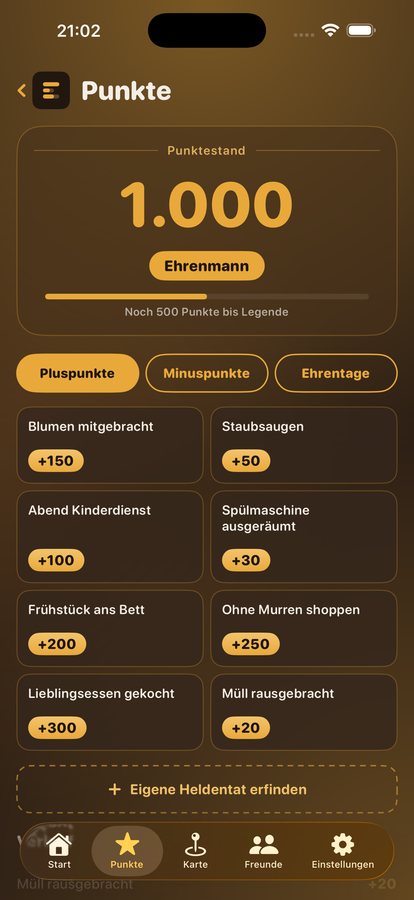 21:02
Punkte
Punktestand
1.000
Ehrenmann
Noch 500 Punkte bis Legende
Pluspunkte
Minuspunkte
Ehrentage
Blumen mitgebracht
+150
Staubsaugen
+50
Abend Kinderdienst
+100
Spülmaschine
ausgeräumt
+30
Frühstück ans Bett
+200
Ohne Murren shoppen
+250
Lieblingsessen gekocht
+300
Müll rausgebracht
+20
+ Eigene Heldentat erfinden
Start
Punkte
Karte
Freunde
Einstellungen
Müll rausgebracht
+20